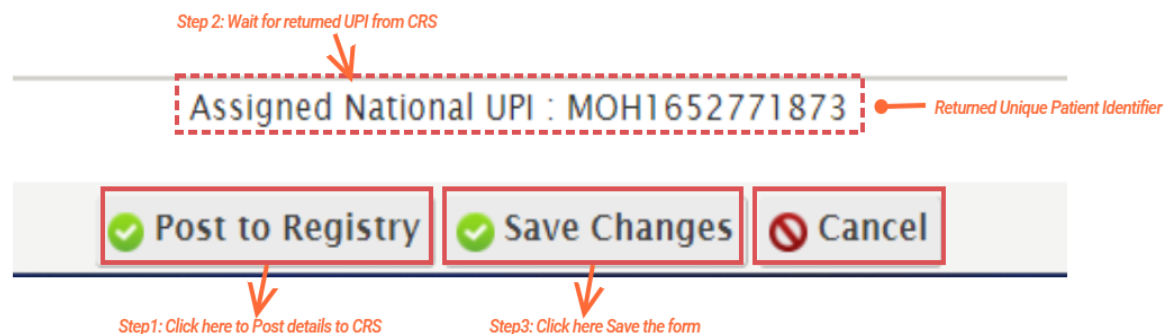 Step 2: Wait for returned UPI from CRS
Assigned National UPI : MOH1652771873
Returned Unique Patient Identifier
Post to Registry
Save Changes
Cancel
Step1: Click here to Post details to CRS
Step3: Click here Save the form